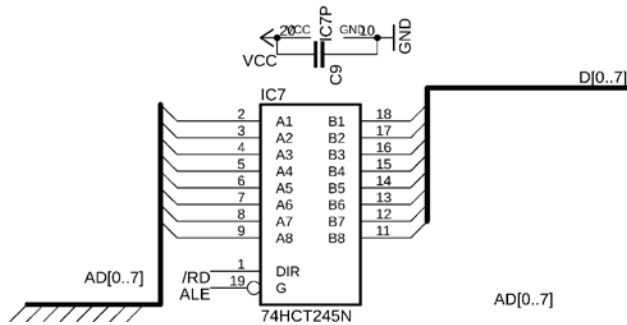 20 VCC IC7P GND 10 GND
VCC C9
D[0..7]
IC7
2 A1 B1 18
3 A2 B2 17
4 A3 B3 16
5 A4 B4 15
6 A5 B5 14
7 A6 B6 13
8 A7 B7 12
9 A8 B8 11
AD[0..7] /RD 1 DIR
ALE 19 G
AD[0..7]
74HCT245N